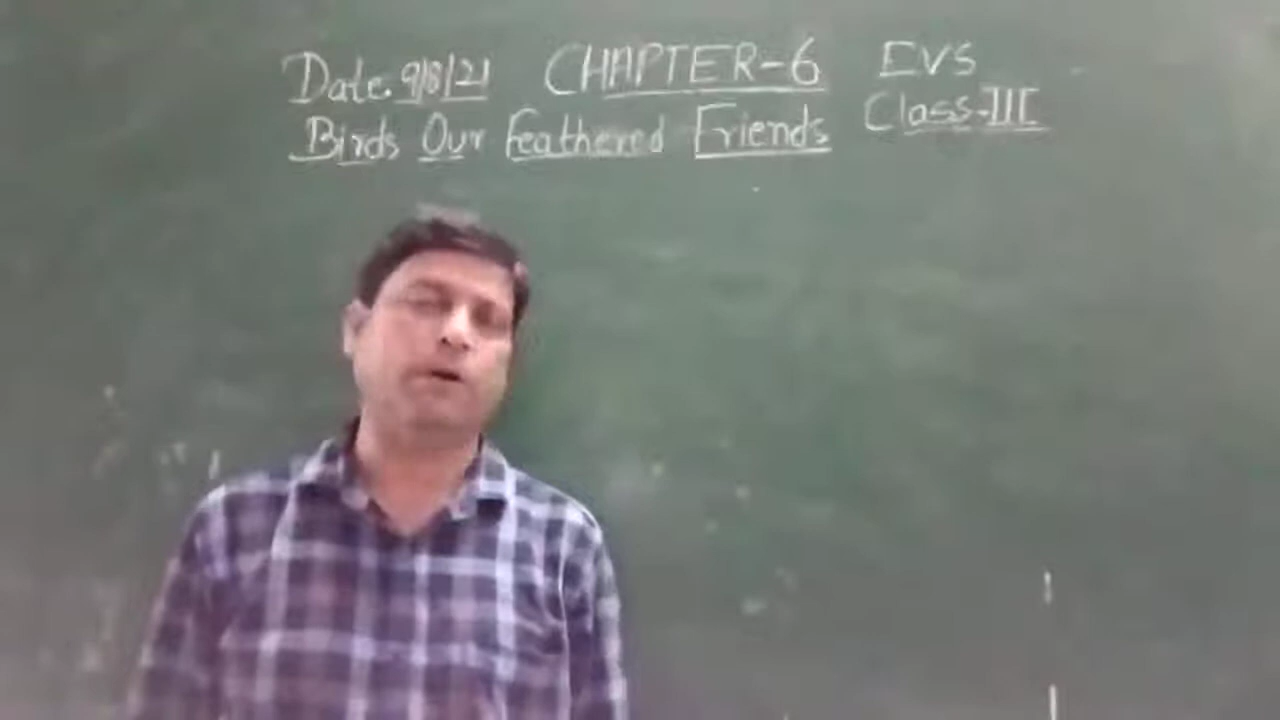 Date. 9/8/21 CHAPTER-6 EVS
Birds Our Feathered Friends Class-III